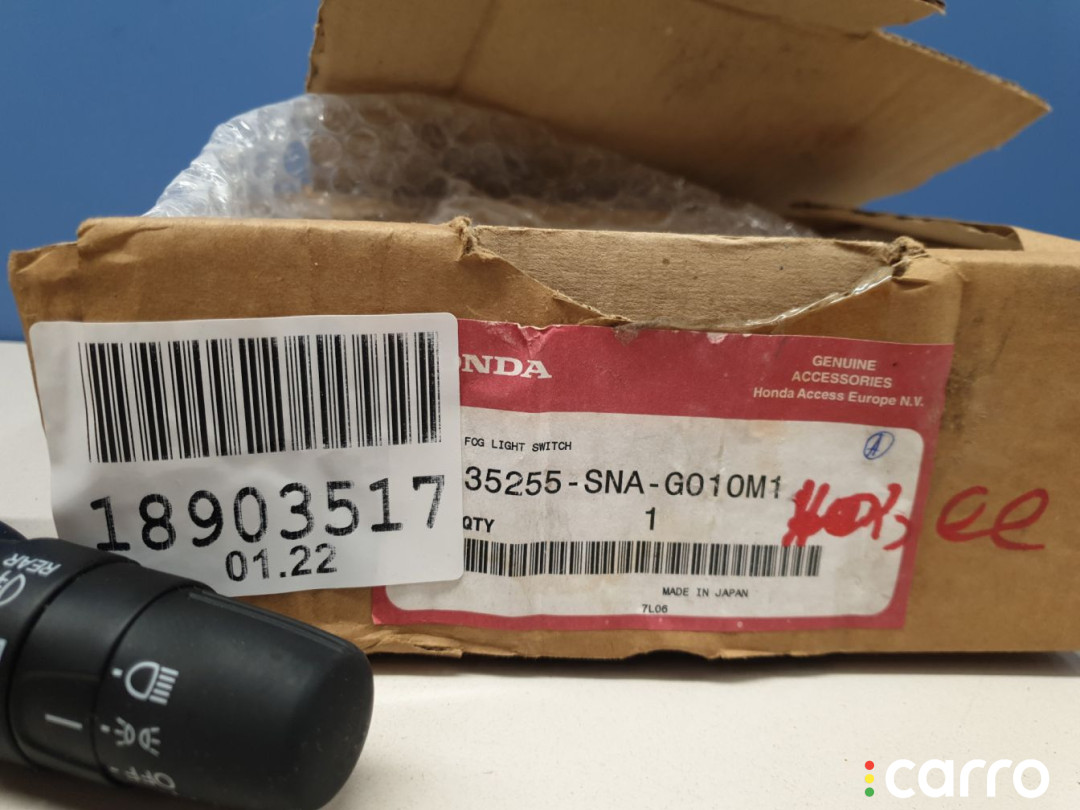 ONDA
GENUINE
ACCESSORIES
Honda Access Europe N.V.
FOG LIGHT SWITCH
A
35255-SNA-G010M1
QTY 1
MADE IN JAPAN
7L06
18903517
01.22
REAR
OFF
carro